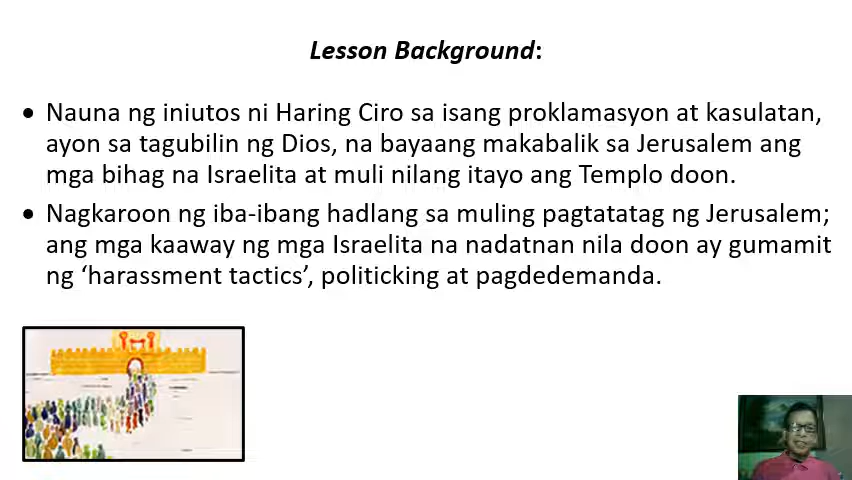 Lesson Background:
• Nauna ng iniutos ni Haring Ciro sa isang proklamasyon at kasulatan,
ayon sa tagubilin ng Dios, na bayaang makabalik sa Jerusalem ang
mga bihag na Israelita at muli nilang itayo ang Templo doon.
• Nagkaroon ng iba-ibang hadlang sa muling pagtatatag ng Jerusalem;
ang mga kaaway ng mga Israelita na nadatnan nila doon ay gumamit
ng ‘harassment tactics’, politicking at pagdedemanda.